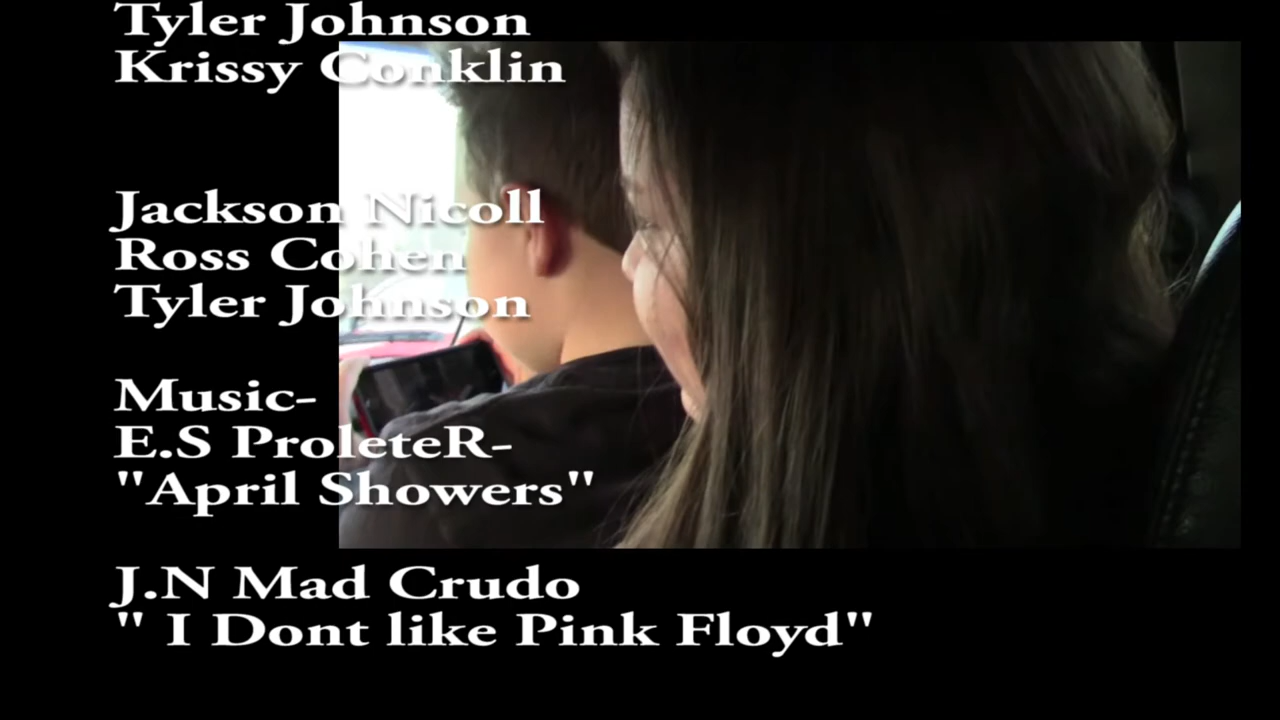 Tyler Johnson
Krissy Conklin
Jackson Nicoll
Ross Cohen
Tyler Johnson
Music-
E.S ProleteR-
"April Showers"
J.N Mad Crudo
" I Dont like Pink Floyd"